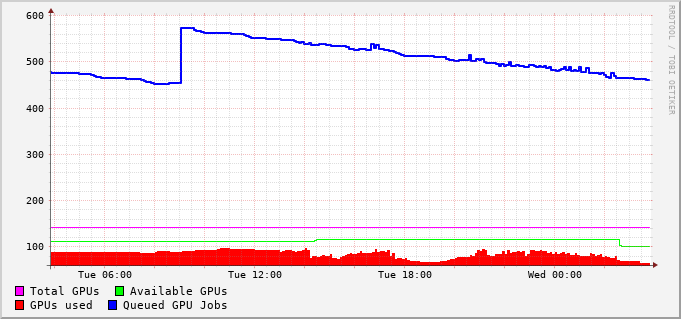 600
500
400
300
200
100
Tue 06:00 Tue 12:00 Tue 18:00 Wed 00:00
Total GPUs Available GPUs
GPUs used Queued GPU Jobs
RRDTOOL / TOBI OETIKER